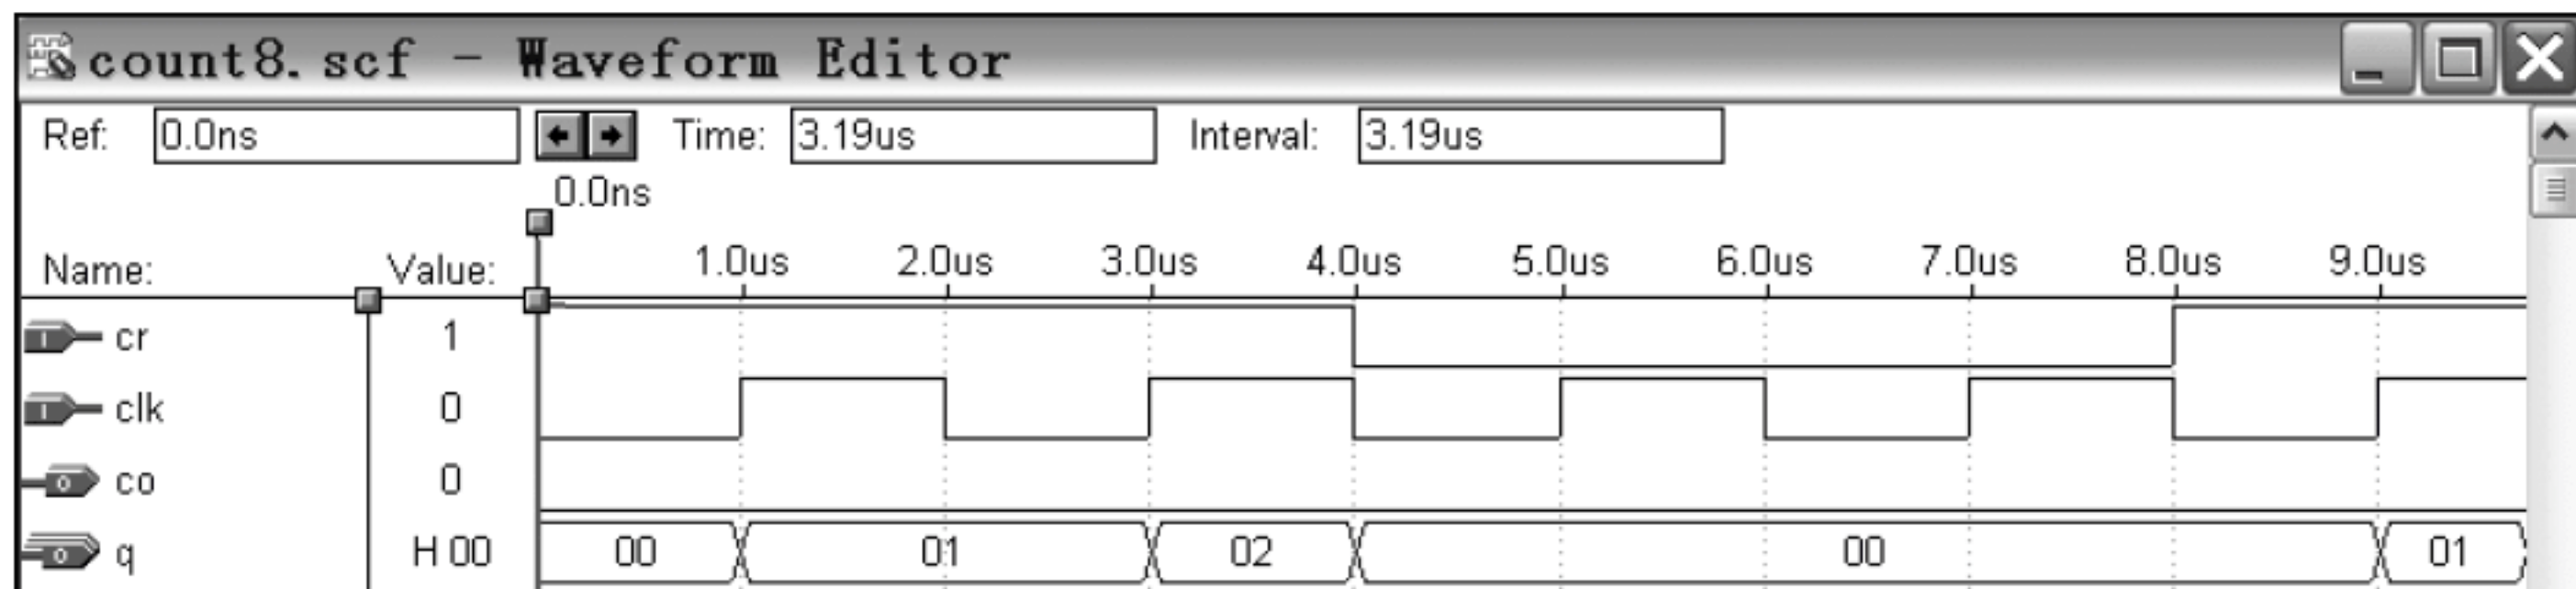 count8.scf - Waveform Editor
Ref: 0.0ns Time: 3.19us Interval: 3.19us
0.0ns
Name: Value: 1.0us 2.0us 3.0us 4.0us 5.0us 6.0us 7.0us 8.0us 9.0us
I cr 1
I clk 0
O co 0
O q H 00 00 01 02 00 01